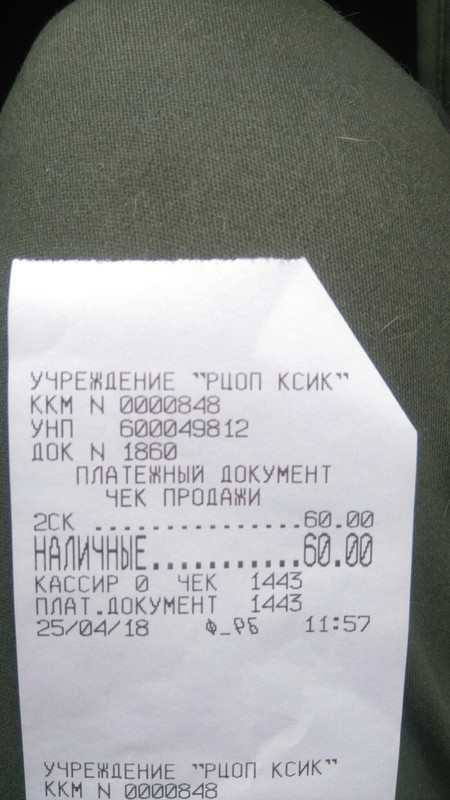 УЧРЕЖДЕНИЕ "РЦОП КСИК"
ККМ N 0000848
УНП 600049812
ДОК N 1860
ПЛАТЕЖНЫЙ ДОКУМЕНТ
ЧЕК ПРОДАЖИ
2СК ...............60.00
НАЛИЧНЫЕ...........60.00
КАССИР 0 ЧЕК 1443
ПЛАТ.ДОКУМЕНТ 1443
25/04/18 Ф_РБ 11:57
УЧРЕЖДЕНИЕ "РЦОП КСИК"
ККМ N 0000848